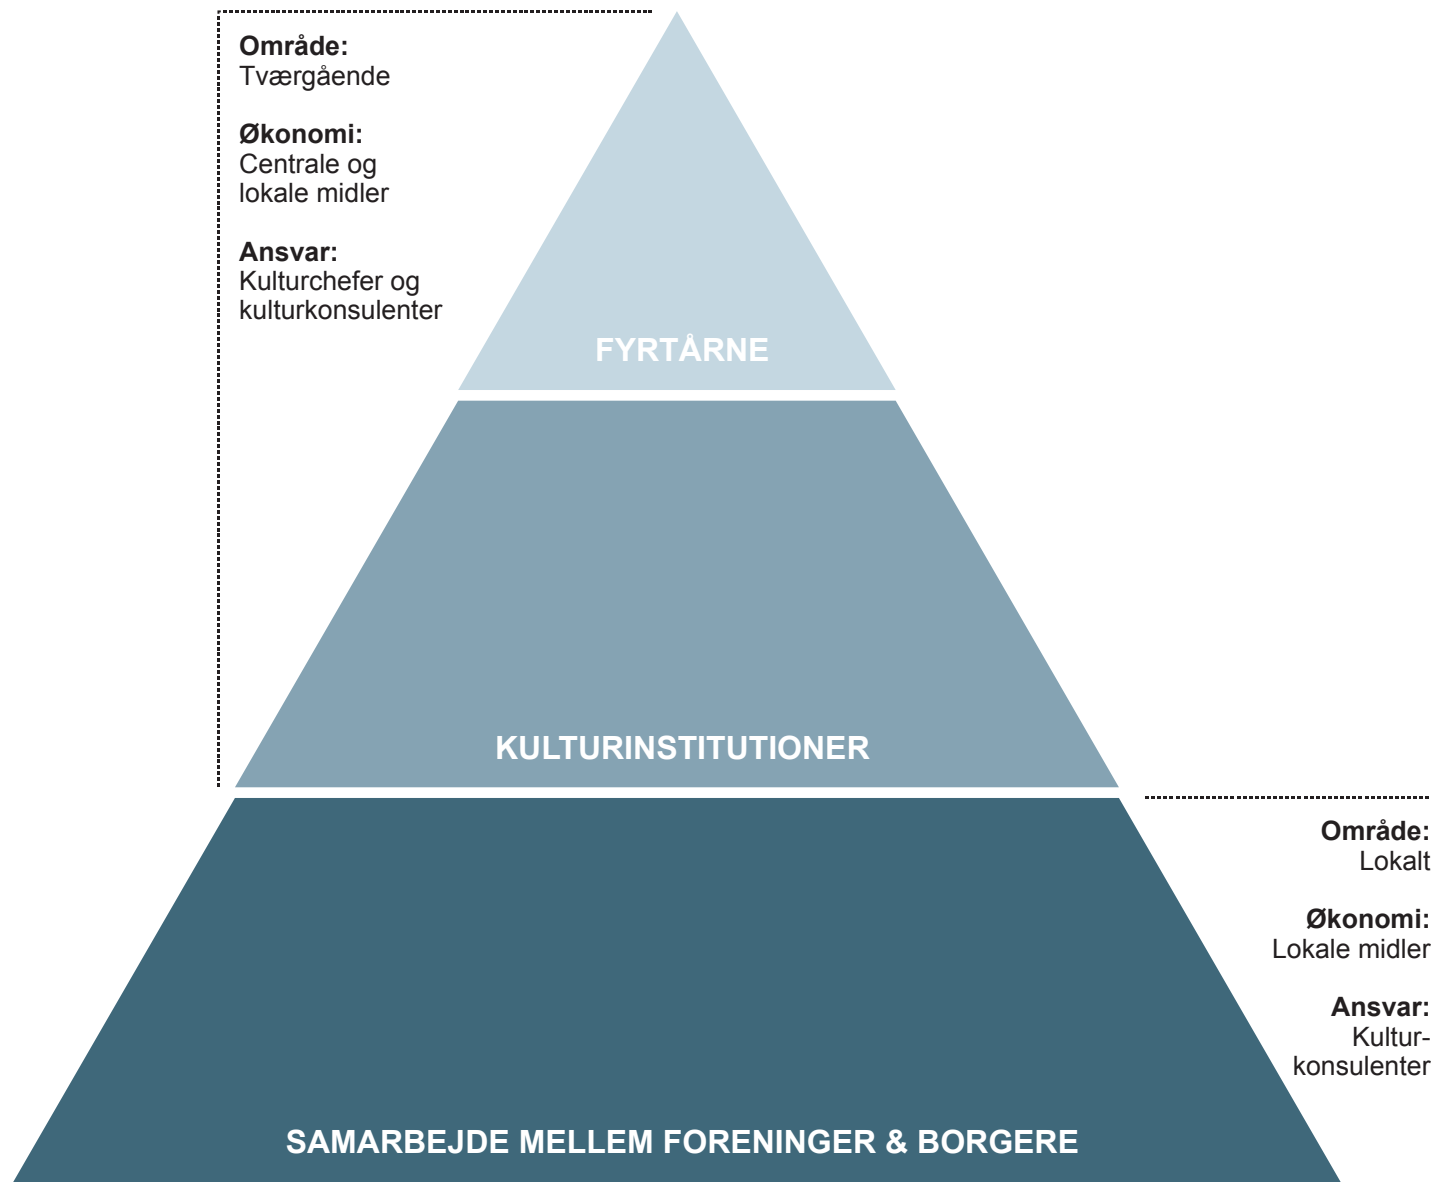 Område:
Tværgående
Økonomi:
Centrale og
lokale midler
Ansvar:
Kulturchefer og
kulturkonsulenter
FYRTÅRNE
KULTURINSTITUTIONER
Område:
Lokalt
Økonomi:
Lokale midler
Ansvar:
Kultur-
konsulenter
SAMARBEJDE MELLEM FORENINGER & BORGERE